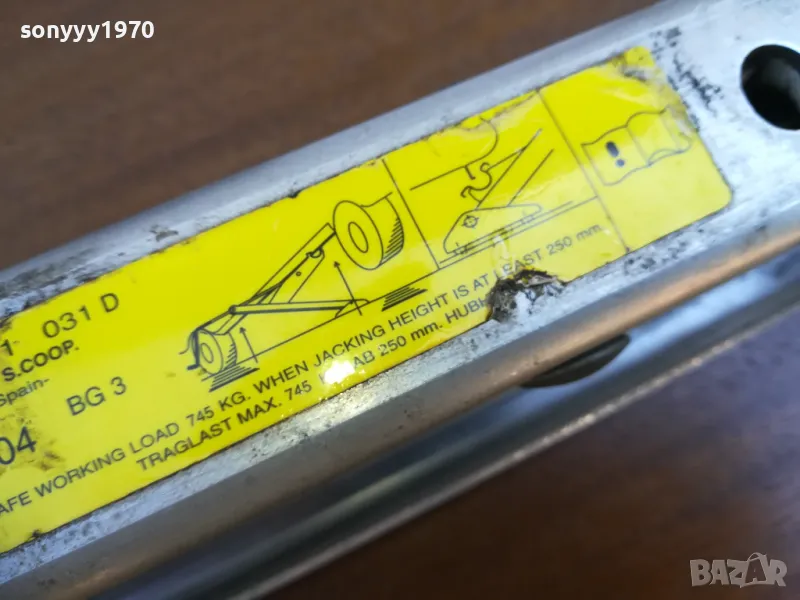 sonyyy1970
1 031 D
S.COOP.
Spain-
04 BG 3
AFE WORKING LOAD 745 KG. WHEN JACKING HEIGHT IS AT LEAST 250 mm.
TRAGLAST MAX. 745 AB 250 mm. HUBH
BAZAR